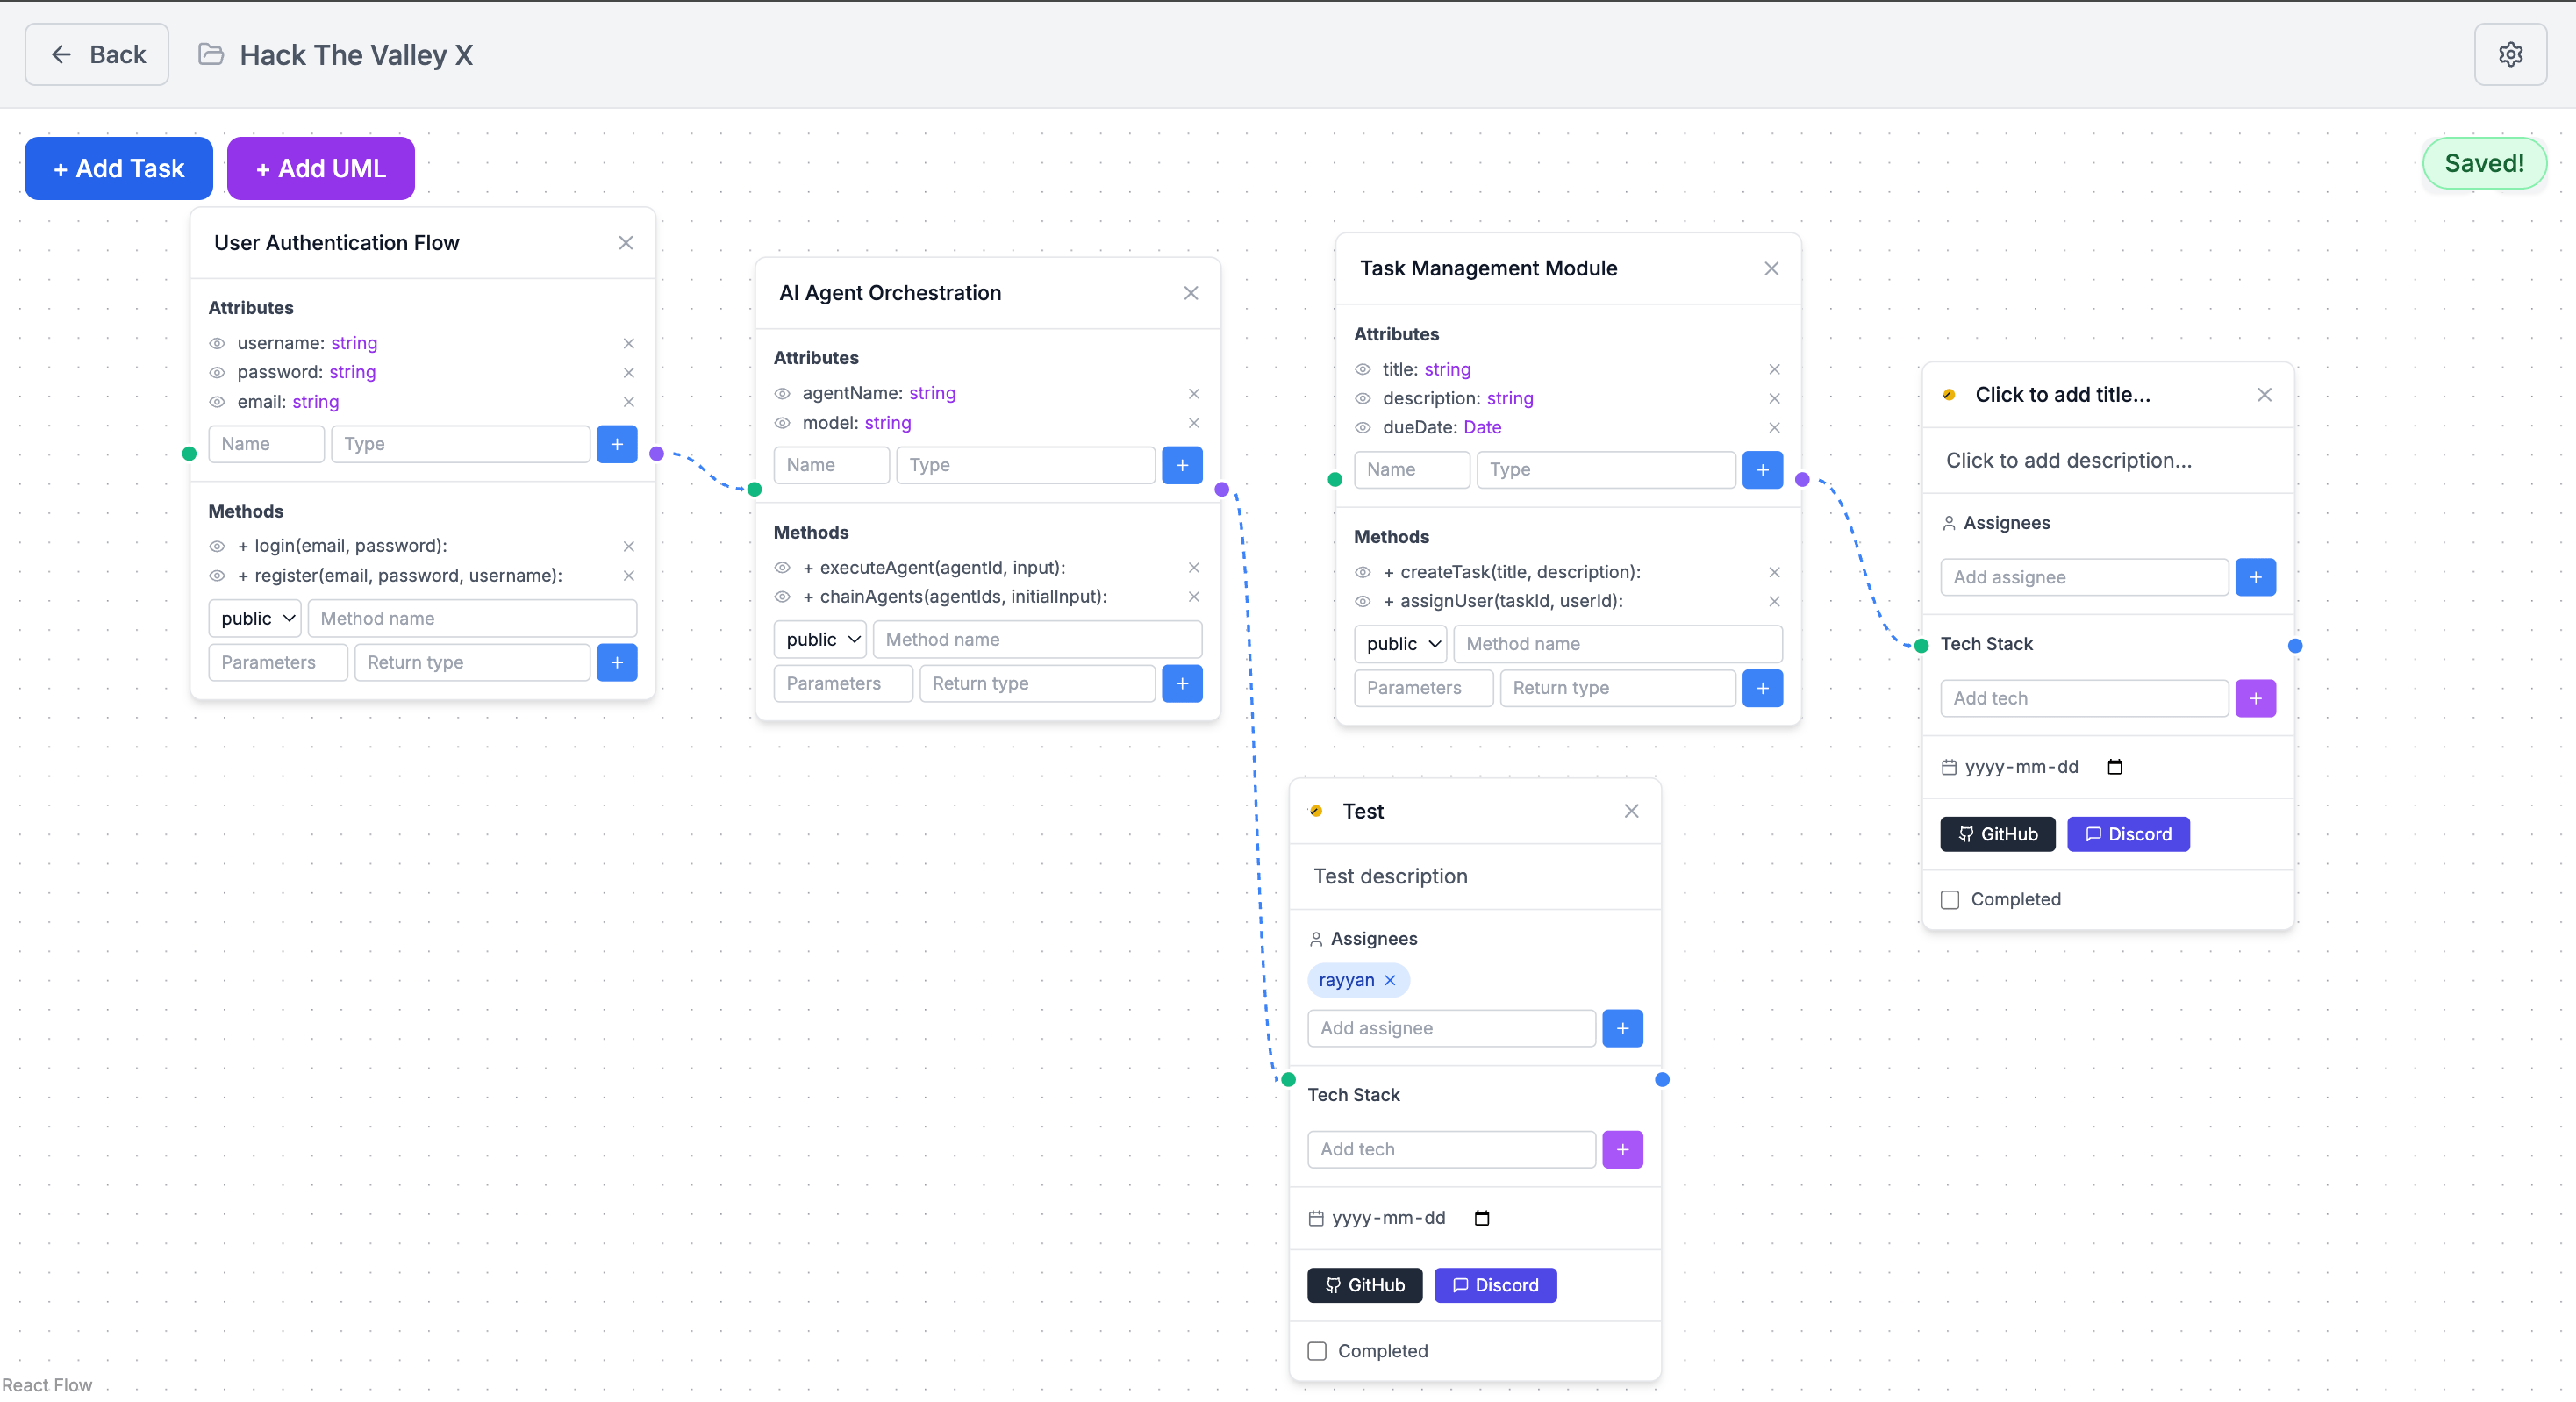 Back
Hack The Valley X
+ Add Task
+ Add UML
Saved!
User Authentication Flow
Attributes
username: string
password: string
email: string
Name
Type
Methods
+ login(email, password):
+ register(email, password, username):
public
Method name
Parameters
Return type
AI Agent Orchestration
Attributes
agentName: string
model: string
Name
Type
Methods
+ executeAgent(agentId, input):
+ chainAgents(agentIds, initialInput):
public
Method name
Parameters
Return type
Task Management Module
Attributes
title: string
description: string
dueDate: Date
Name
Type
Methods
+ createTask(title, description):
+ assignUser(taskId, userId):
public
Method name
Parameters
Return type
Click to add title...
Click to add description...
Assignees
Add assignee
Tech Stack
Add tech
yyyy-mm-dd
GitHub
Discord
Completed
Test
Test description
Assignees
rayyan
Add assignee
Tech Stack
Add tech
yyyy-mm-dd
GitHub
Discord
Completed
React Flow